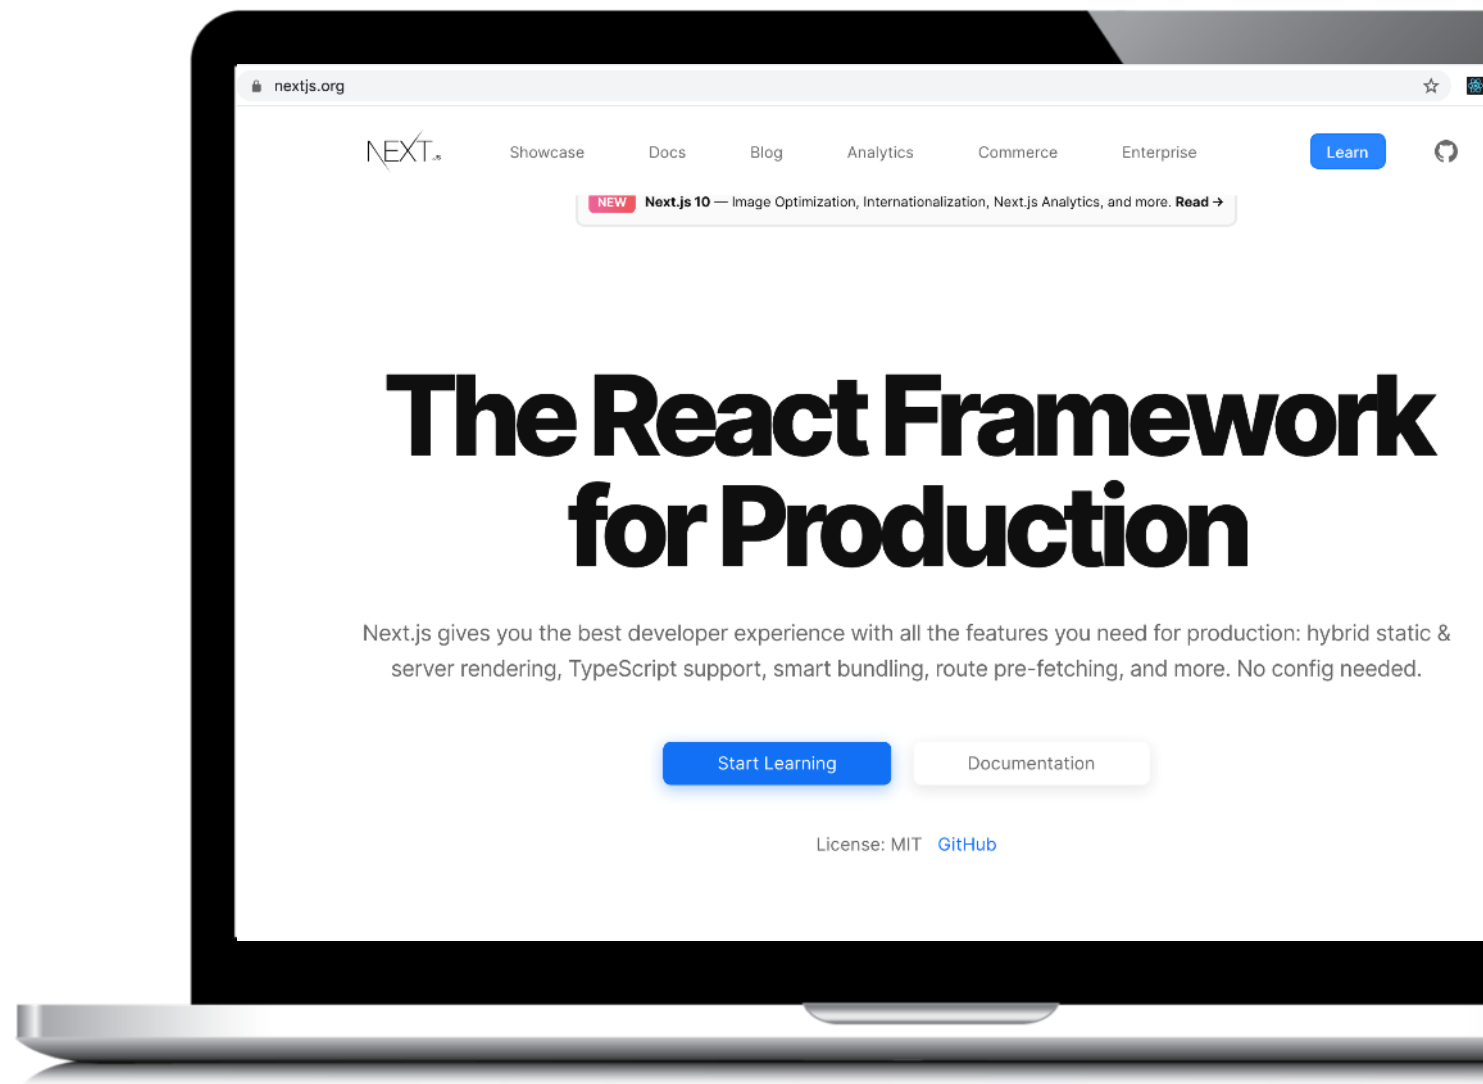 nextjs.org
NEXT.JS Showcase Docs Blog Analytics Commerce Enterprise Learn
NEW Next.js 10 — Image Optimization, Internationalization, Next.js Analytics, and more. Read →
The React Framework
for Production
Next.js gives you the best developer experience with all the features you need for production: hybrid static &
server rendering, TypeScript support, smart bundling, route pre-fetching, and more. No config needed.
Start Learning Documentation
License: MIT GitHub